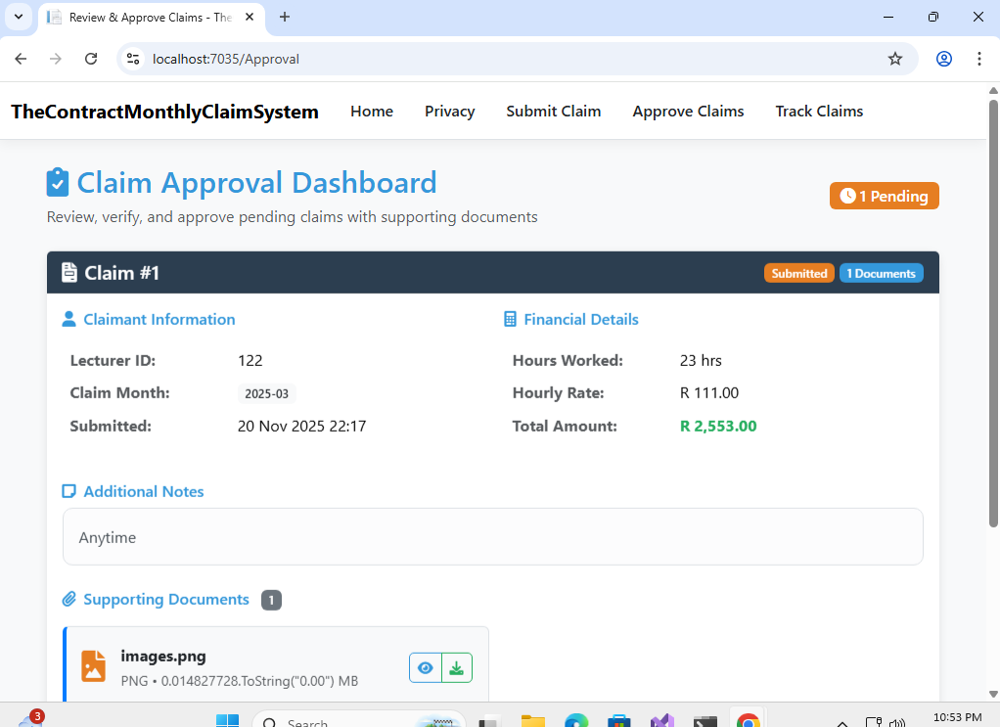 Review & Approve Claims - The
localhost:7035/Approval
TheContractMonthlyClaimSystem Home Privacy Submit Claim Approve Claims Track Claims
Claim Approval Dashboard
1 Pending
Review, verify, and approve pending claims with supporting documents
Claim #1 Submitted 1 Documents
Claimant Information Financial Details
Lecturer ID: 122 Hours Worked: 23 hrs
Claim Month: 2025-03 Hourly Rate: R 111.00
Submitted: 20 Nov 2025 22:17 Total Amount: R 2,553.00
Additional Notes
Anytime
Supporting Documents 1
images.png
PNG • 0.014827728.ToString("0.00") MB
3 Search 10:53 PM